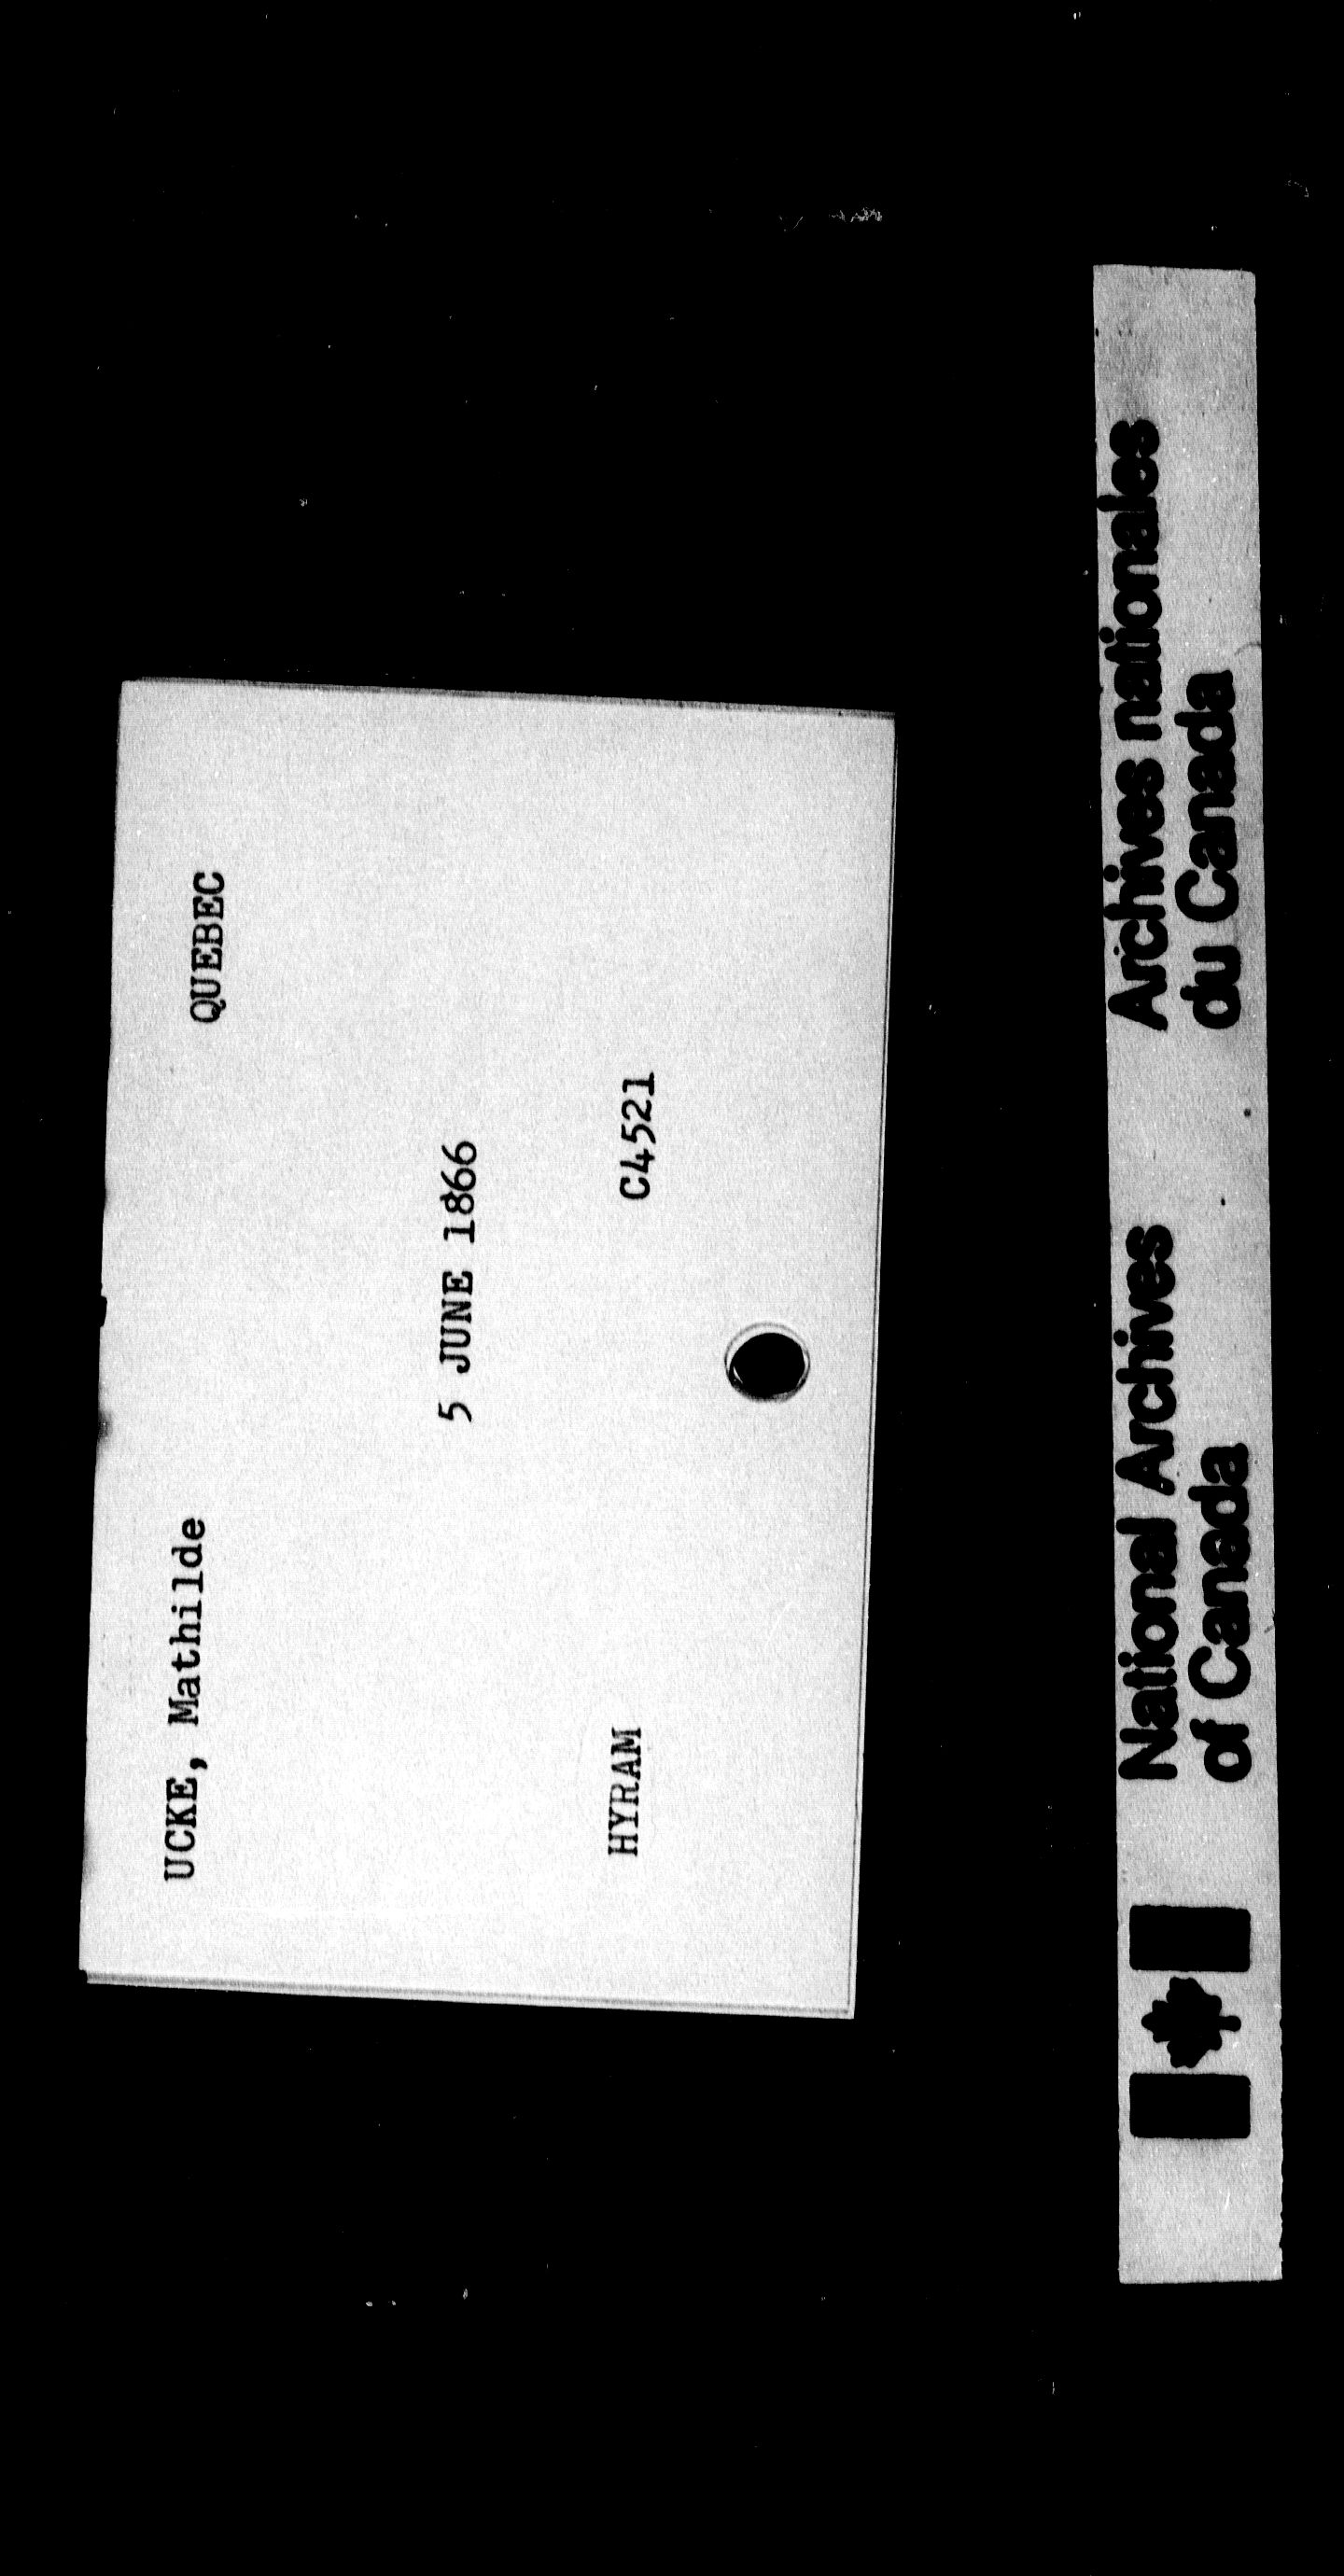 UCKE, Mathilde QUEBEC
5 JUNE 1866
HYRAM C4521
National Archives Archives nationales
of Canada du Canada